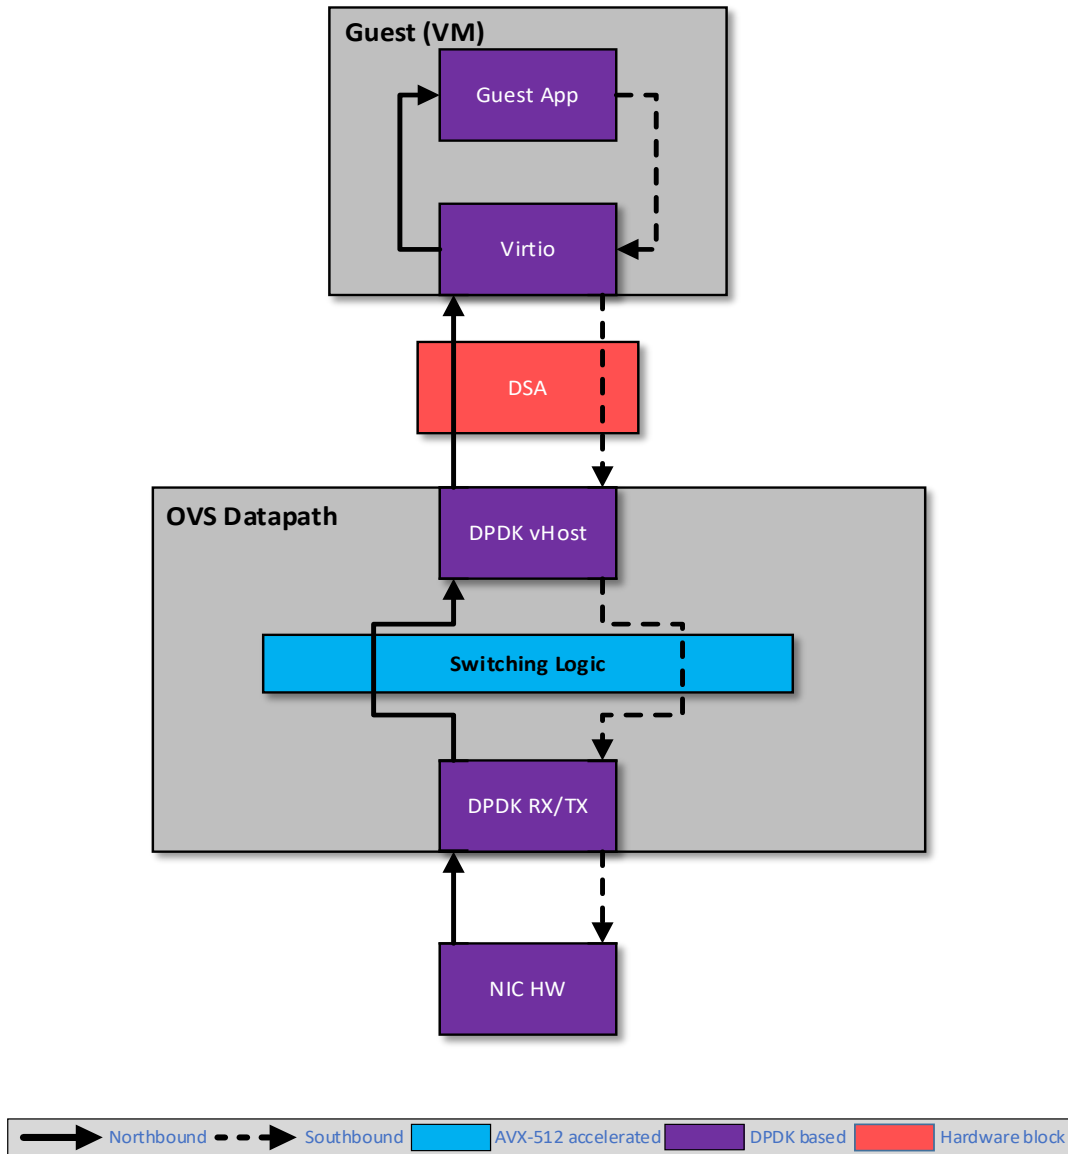 Guest (VM)
Guest App
Virtio
DSA
OVS Datapath
DPDK vHost
Switching Logic
DPDK RX/TX
NIC HW
Northbound Southbound AVX-512 accelerated DPDK based Hardware block